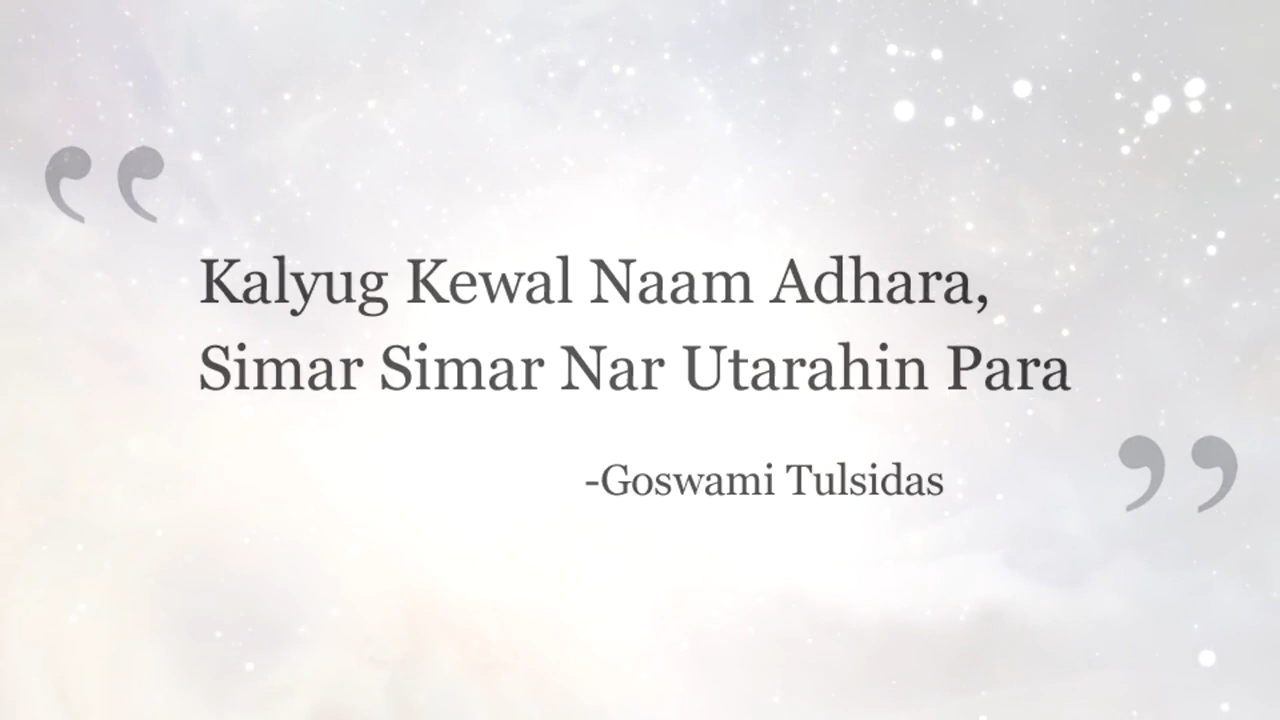 “
Kalyug Kewal Naam Adhara,
Simar Simar Nar Utarahin Para
-Goswami Tulsidas
”